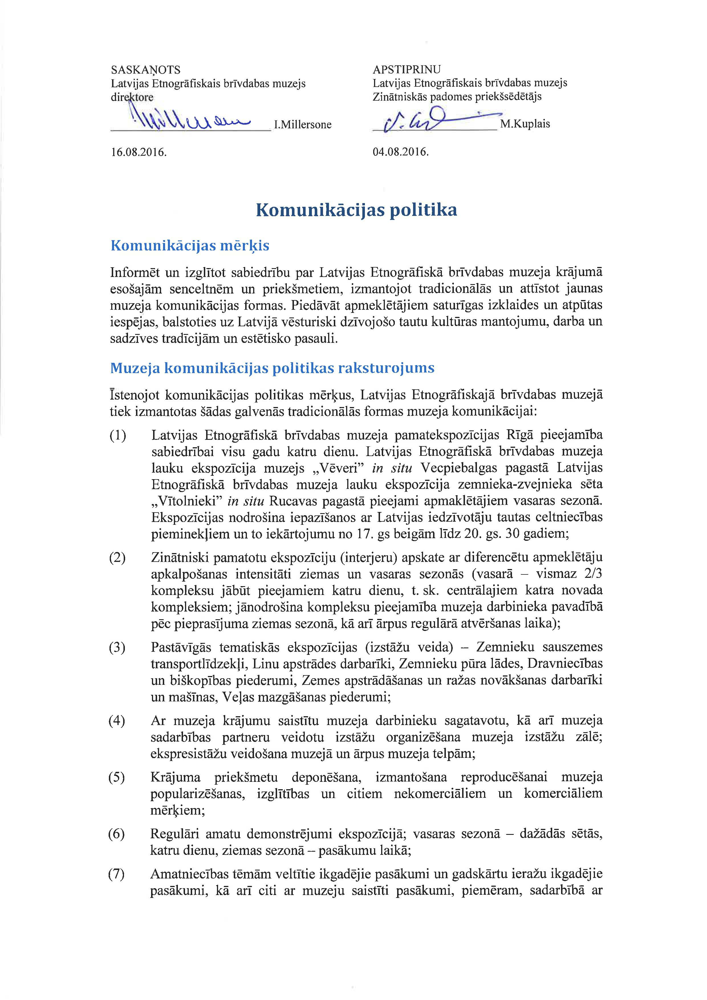 SASKAŅOTS
Latvijas Etnogrāfiskais brīvdabas muzejs
direktore
I.Millersone
16.08.2016.
APSTIPRINU
Latvijas Etnogrāfiskais brīvdabas muzejs
Zinātniskās padomes priekšsēdētājs
M.Kuplais
04.08.2016.
Komunikācijas politika
Komunikācijas mērķis
Informēt un izglītot sabiedrību par Latvijas Etnogrāfiskā brīvdabas muzeja krājumā
esošajām senceltnēm un priekšmetiem, izmantojot tradicionālās un attīstot jaunas
muzeja komunikācijas formas. Piedāvāt apmeklētājiem saturīgas izklaides un atpūtas
iespējas, balstoties uz Latvijā vēsturiski dzīvojošo tautu kultūras mantojumu, darba un
sadzīves tradīcijām un estētisko pasauli.
Muzeja komunikācijas politikas raksturojums
Īstenojot komunikācijas politikas mērķus, Latvijas Etnogrāfiskajā brīvdabas muzejā
tiek izmantotas šādas galvenās tradicionālās formas muzeja komunikācijai:
(1) Latvijas Etnogrāfiskā brīvdabas muzeja pamatekspozīcijas Rīgā pieejamība
sabiedrībai visu gadu katru dienu. Latvijas Etnogrāfiskā brīvdabas muzeja
lauku ekspozīcija muzejs „Vēveri” in situ Vecpiebalgas pagastā Latvijas
Etnogrāfiskā brīvdabas muzeja lauku ekspozīcija zemnieka-zvejnieka sēta
„Vītolnieki” in situ Rucavas pagastā pieejami apmaklētājiem vasaras sezonā.
Ekspozīcijas nodrošina iepazīšanos ar Latvijas iedzīvotāju tautas celtniecības
pieminekļiem un to iekārtojumu no 17. gs beigām līdz 20. gs. 30 gadiem;
(2) Zinātniski pamatotu ekspozīciju (interjeru) apskate ar diferencētu apmeklētāju
apkalpošanas intensitāti ziemas un vasaras sezonās (vasarā – vismaz 2/3
kompleksu jābūt pieejamiem katru dienu, t. sk. centrālajiem katra novada
kompleksiem; jānodrošina kompleksu pieejamība muzeja darbinieka pavadībā
pēc pieprasījuma ziemas sezonā, kā arī ārpus regulārā atvēršanas laika);
(3) Pastāvīgās tematiskās ekspozīcijas (izstāžu veida) – Zemnieku sauszemes
transportlīdzekļi, Linu apstrādes darbarīki, Zemnieku pūra lādes, Dravniecības
un biškopības piederumi, Zemes apstrādāšanas un ražas novākšanas darbarīki
un mašīnas, Veļas mazgāšanas piederumi;
(4) Ar muzeja krājumu saistītu muzeja darbinieku sagatavotu, kā arī muzeja
sadarbības partneru veidotu izstāžu organizēšana muzeja izstāžu zālē;
ekspresistāžu veidošana muzejā un ārpus muzeja telpām;
(5) Krājuma priekšmetu deponēšana, izmantošana reproducēšanai muzeja
popularizēšanas, izglītības un citiem nekomerciāliem un komerciāliem
mērķiem;
(6) Regulāri amatu demonstrējumi ekspozīcijā; vasaras sezonā – dažādās sētās,
katru dienu, ziemas sezonā – pasākumu laikā;
(7) Amatniecības tēmām veltītie ikgadējie pasākumi un gadskārtu ieražu ikgadējie
pasākumi, kā arī citi ar muzeju saistīti pasākumi, piemēram, sadarbībā ar